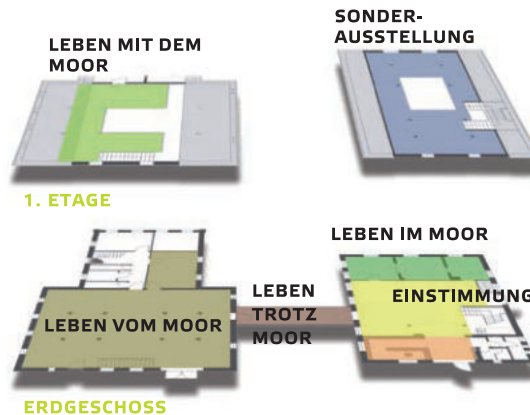 SONDER-
AUSSTELLUNG
LEBEN MIT DEM
MOOR
1. ETAGE
LEBEN IM MOOR
EINSTIMMUNG
LEBEN
TROTZ
MOOR
LEBEN VOM MOOR
ERDGESCHOSS